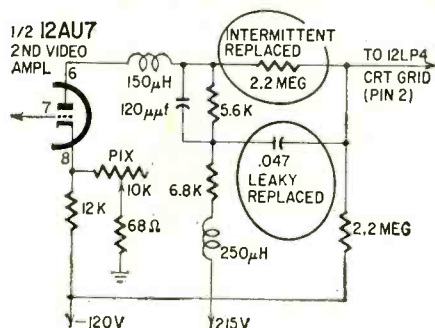 1/2 12AU7
2ND VIDEO
AMPL
6
7
8
150µH
120µµf
5.6K
INTERMITTENT
REPLACED
2.2 MEG
TO 12LP4
CRT GRID
(PIN 2)
.047
LEAKY
REPLACED
PIX
10K
12K
68Ω
6.8K
250µH
2.2 MEG
-120V
215V